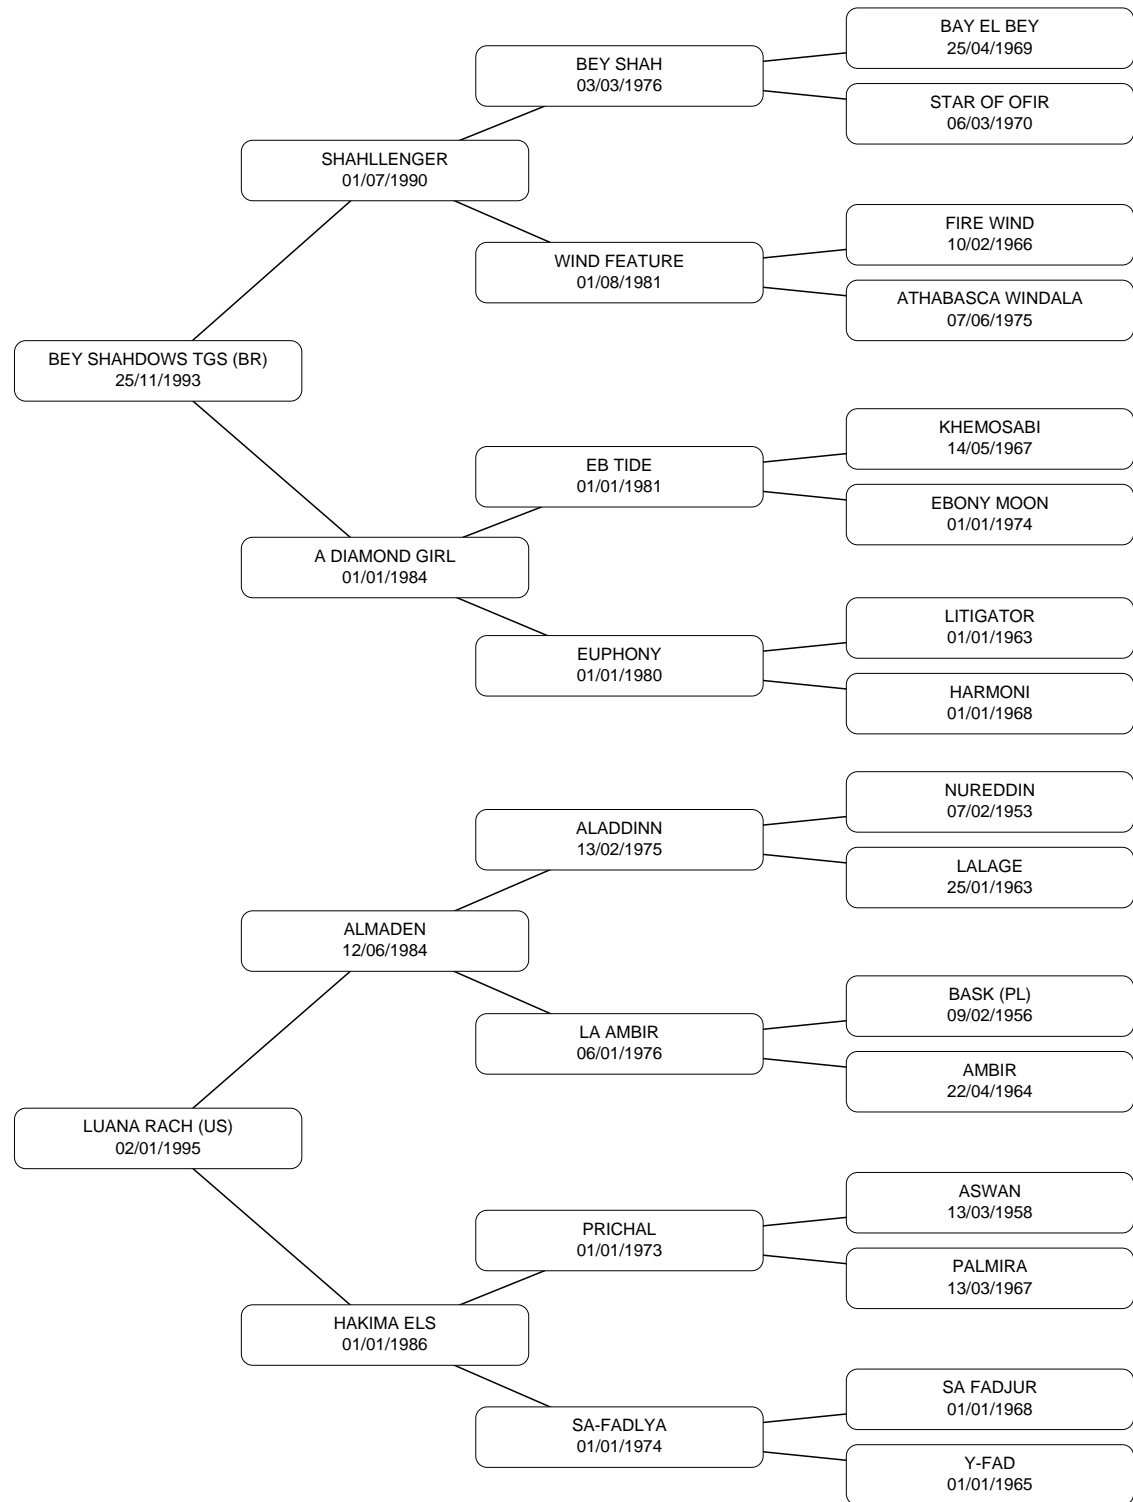 BAY EL BEY
25/04/1969
BEY SHAH
03/03/1976
STAR OF OFIR
06/03/1970
SHAHLLENGER
01/07/1990
FIRE WIND
10/02/1966
WIND FEATURE
01/08/1981
ATHABASCA WINDALA
07/06/1975
BEY SHAHDOWS TGS (BR)
25/11/1993
KHEMOSABI
14/05/1967
EB TIDE
01/01/1981
EBONY MOON
01/01/1974
A DIAMOND GIRL
01/01/1984
LITIGATOR
01/01/1963
EUPHONY
01/01/1980
HARMONI
01/01/1968
NUREDDIN
07/02/1953
ALADDINN
13/02/1975
LALAGE
25/01/1963
ALMADEN
12/06/1984
BASK (PL)
09/02/1956
LA AMBIR
06/01/1976
AMBIR
22/04/1964
LUANA RACH (US)
02/01/1995
ASWAN
13/03/1958
PRICHAL
01/01/1973
PALMIRA
13/03/1967
HAKIMA ELS
01/01/1986
SA FADJUR
01/01/1968
SA-FADLYA
01/01/1974
Y-FAD
01/01/1965